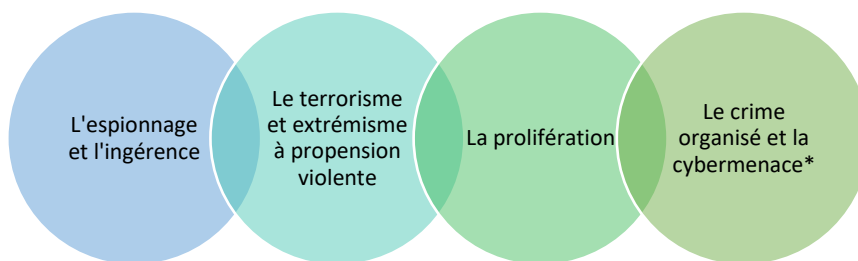 L'espionnage
et l'ingérence
Le terrorisme
et extrémisme
à propension
violente
La prolifération
Le crime
organisé et la
cybermenace*